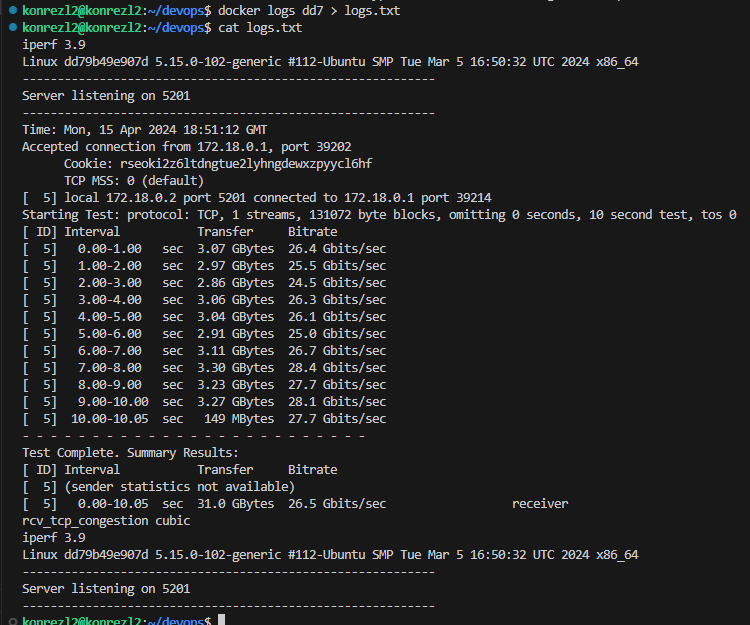 konrezl2@konrezl2:~/devops$ docker logs dd7 > logs.txt
konrezl2@konrezl2:~/devops$ cat logs.txt
iperf 3.9
Linux dd79b49e907d 5.15.0-102-generic #112-Ubuntu SMP Tue Mar 5 16:50:32 UTC 2024 x86_64
-----------------------------------------------------------
Server listening on 5201
-----------------------------------------------------------
Time: Mon, 15 Apr 2024 18:51:12 GMT
Accepted connection from 172.18.0.1, port 39202
      Cookie: rseoki2z6ltdngtue2lyhngdewxzpyycl6hf
      TCP MSS: 0 (default)
[  5] local 172.18.0.2 port 5201 connected to 172.18.0.1 port 39214
Starting Test: protocol: TCP, 1 streams, 131072 byte blocks, omitting 0 seconds, 10 second test, tos 0
[ ID] Interval           Transfer     Bitrate
[  5]   0.00-1.00   sec  3.07 GBytes  26.4 Gbits/sec
[  5]   1.00-2.00   sec  2.97 GBytes  25.5 Gbits/sec
[  5]   2.00-3.00   sec  2.86 GBytes  24.5 Gbits/sec
[  5]   3.00-4.00   sec  3.06 GBytes  26.3 Gbits/sec
[  5]   4.00-5.00   sec  3.04 GBytes  26.1 Gbits/sec
[  5]   5.00-6.00   sec  2.91 GBytes  25.0 Gbits/sec
[  5]   6.00-7.00   sec  3.11 GBytes  26.7 Gbits/sec
[  5]   7.00-8.00   sec  3.30 GBytes  28.4 Gbits/sec
[  5]   8.00-9.00   sec  3.23 GBytes  27.7 Gbits/sec
[  5]   9.00-10.00  sec  3.27 GBytes  28.1 Gbits/sec
[  5]  10.00-10.05  sec   149 MBytes  27.7 Gbits/sec
- - - - - - - - - - - - - - - - - - - - - - - - -
Test Complete. Summary Results:
[ ID] Interval           Transfer     Bitrate
[  5] (sender statistics not available)
[  5]   0.00-10.05  sec  31.0 GBytes  26.5 Gbits/sec                  receiver
rcv_tcp_congestion cubic
iperf 3.9
Linux dd79b49e907d 5.15.0-102-generic #112-Ubuntu SMP Tue Mar 5 16:50:32 UTC 2024 x86_64
-----------------------------------------------------------
Server listening on 5201
-----------------------------------------------------------
konrezl2@konrezl2:~/devops$